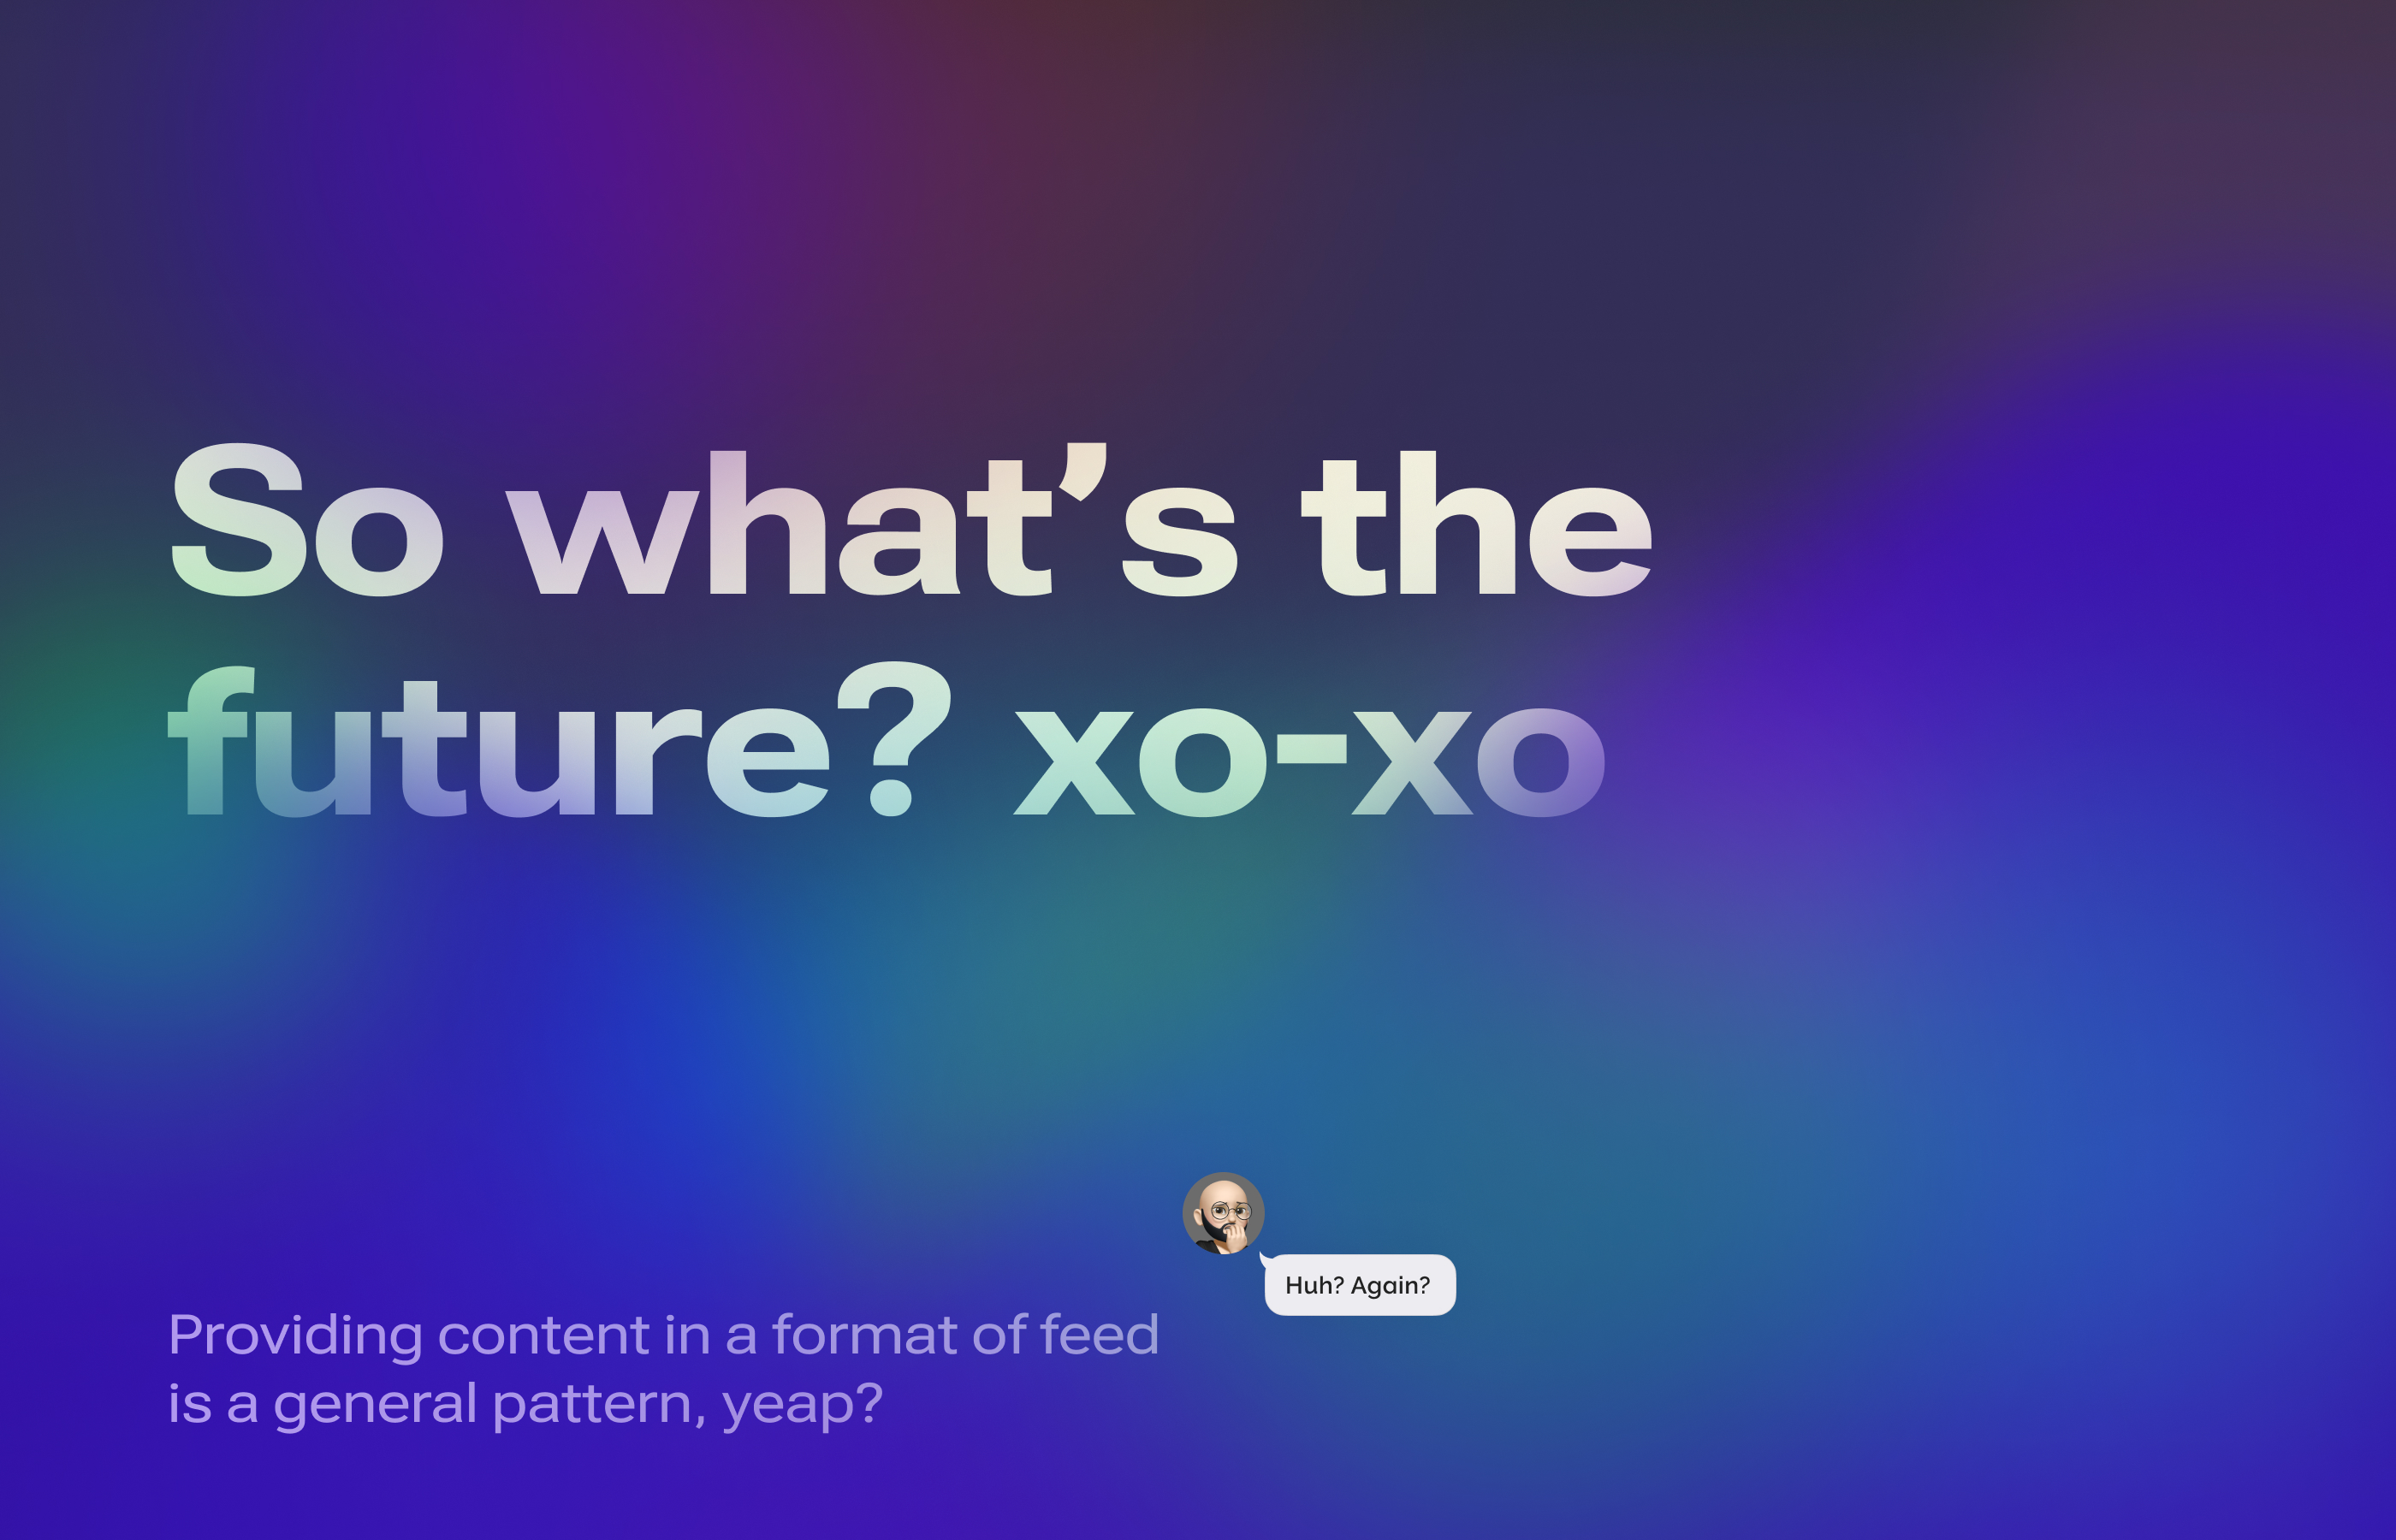 So what’s the
future? xo-xo
Huh? Again?
Providing content in a format of feed
is a general pattern, yeap?